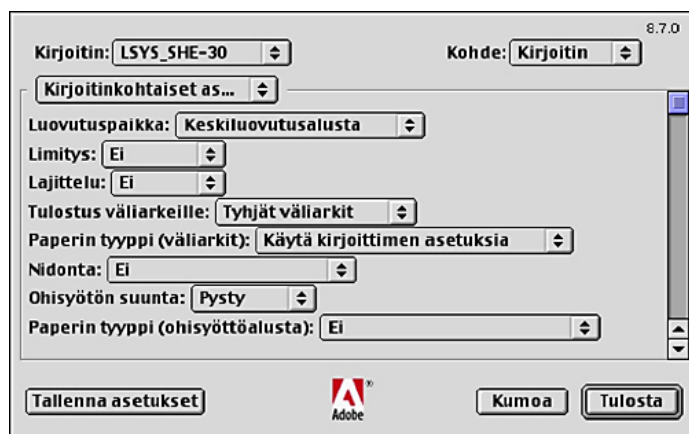 8.7.0
Kirjoitin: LSYS_SHE-30 Kohde: Kirjoitin
Kirjoitinkohtaiset as...
Luovutuspaikka: Keskiluovutusalusta
Limitys: Ei
Lajittelu: Ei
Tulostus väliarkeille: Tyhjät väliarkit
Paperin tyyppi (väliarkit): Käytä kirjoittimen asetuksia
Nidonta: Ei
Ohisyötön suunta: Pysty
Paperin tyyppi (ohisyöttöalusta): Ei
Tallenna asetukset Adobe® Kumoa Tulosta